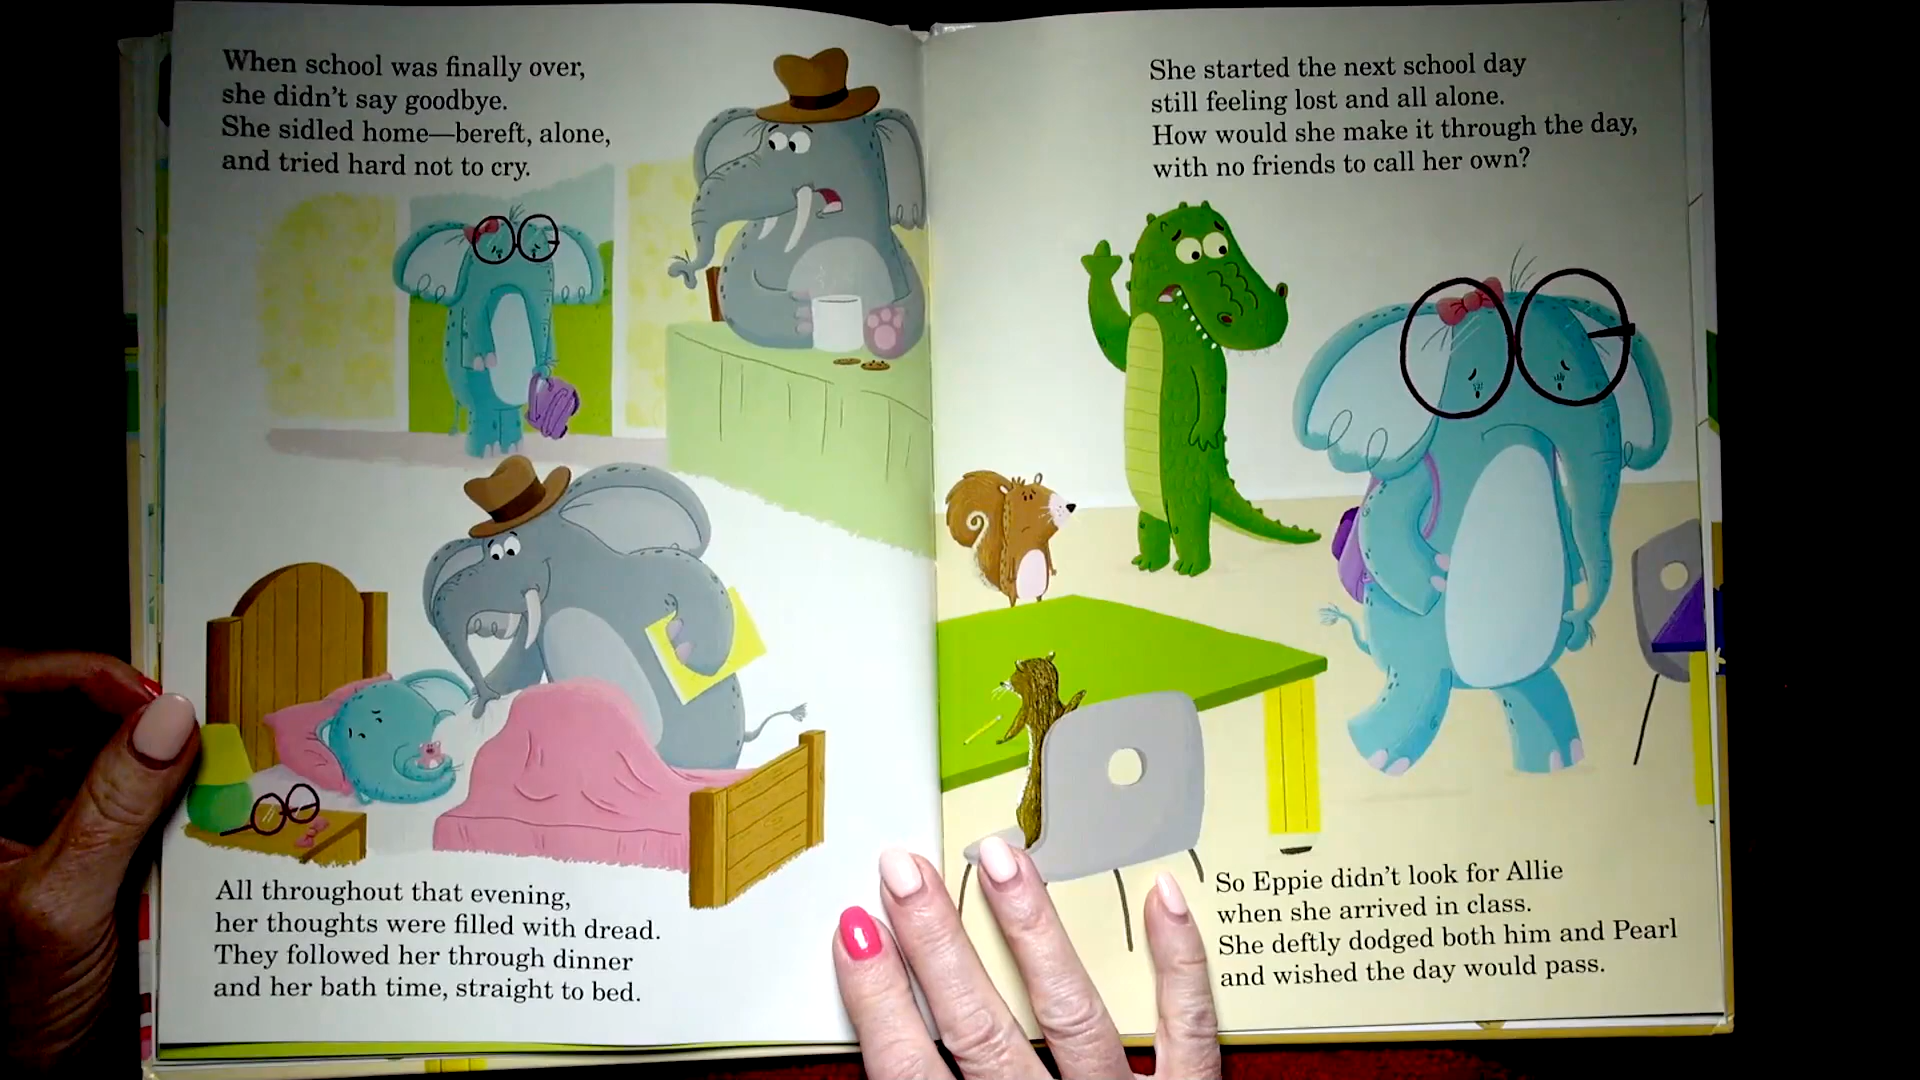 When school was finally over,
she didn't say goodbye.
She sidled home—bereft, alone,
and tried hard not to cry.
All throughout that evening,
her thoughts were filled with dread.
They followed her through dinner
and her bath time, straight to bed.
She started the next school day
still feeling lost and all alone.
How would she make it through the day,
with no friends to call her own?
So Eppie didn't look for Allie
when she arrived in class.
She deftly dodged both him and Pearl
and wished the day would pass.